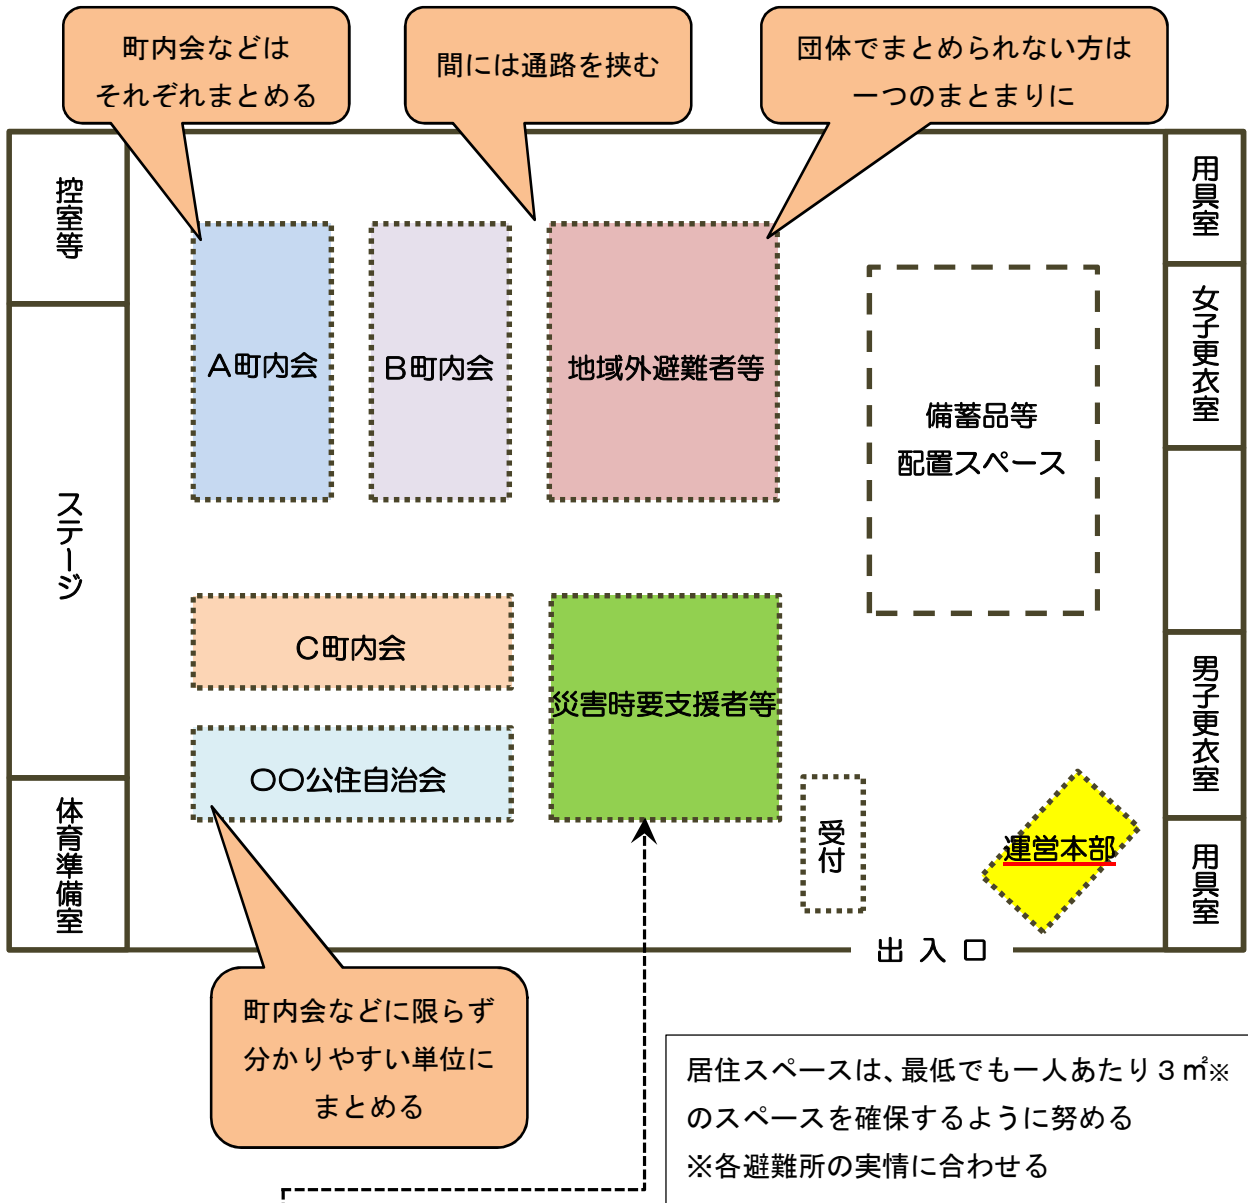 町内会などは
それぞれまとめる
間には通路を挟む
団体でまとめられない方は
一つのまとまりに
控室等
ステージ
体育準備室
用具室
女子更衣室
男子更衣室
用具室
A町内会
B町内会
地域外避難者等
備蓄品等
配置スペース
C町内会
災害時要支援者等
〇〇公住自治会
受付
運営本部
出入口
町内会などに限らず
分かりやすい単位に
まとめる
居住スペースは、最低でも一人あたり３㎡※
のスペースを確保するように努める
※各避難所の実情に合わせる